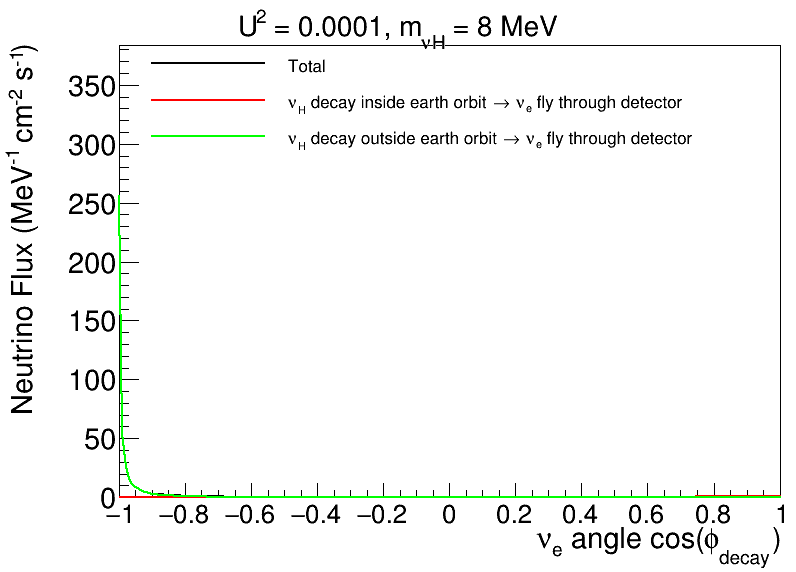 U² = 0.0001, m_νH = 8 MeV
Total
ν_H decay inside earth orbit → ν_e fly through detector
ν_H decay outside earth orbit → ν_e fly through detector
Neutrino Flux (MeV⁻¹ cm⁻² s⁻¹)
350
300
250
200
150
100
50
0
−1 −0.8 −0.6 −0.4 −0.2 0 0.2 0.4 0.6 0.8 1
ν_e angle cos(ϕ_decay)